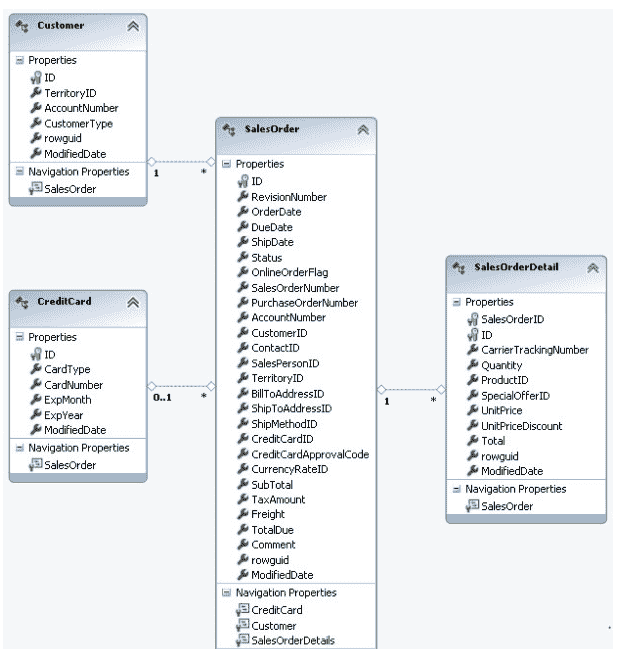 Customer
Properties
ID
TerritoryID
AccountNumber
CustomerType
rowguid
ModifiedDate
Navigation Properties
SalesOrder
1
*
CreditCard
Properties
ID
CardType
CardNumber
ExpMonth
ExpYear
ModifiedDate
Navigation Properties
SalesOrder
0..1
*
SalesOrder
Properties
ID
RevisionNumber
OrderDate
DueDate
ShipDate
Status
OnlineOrderFlag
SalesOrderNumber
PurchaseOrderNumber
AccountNumber
CustomerID
ContactID
SalesPersonID
TerritoryID
BillToAddressID
ShipToAddressID
ShipMethodID
CreditCardID
CreditCardApprovalCode
CurrencyRateID
SubTotal
TaxAmount
Freight
TotalDue
Comment
rowguid
ModifiedDate
Navigation Properties
CreditCard
Customer
SalesOrderDetails
1
*
SalesOrderDetail
Properties
SalesOrderID
ID
CarrierTrackingNumber
Quantity
ProductID
SpecialOfferID
UnitPrice
UnitPriceDiscount
Total
rowguid
ModifiedDate
Navigation Properties
SalesOrder